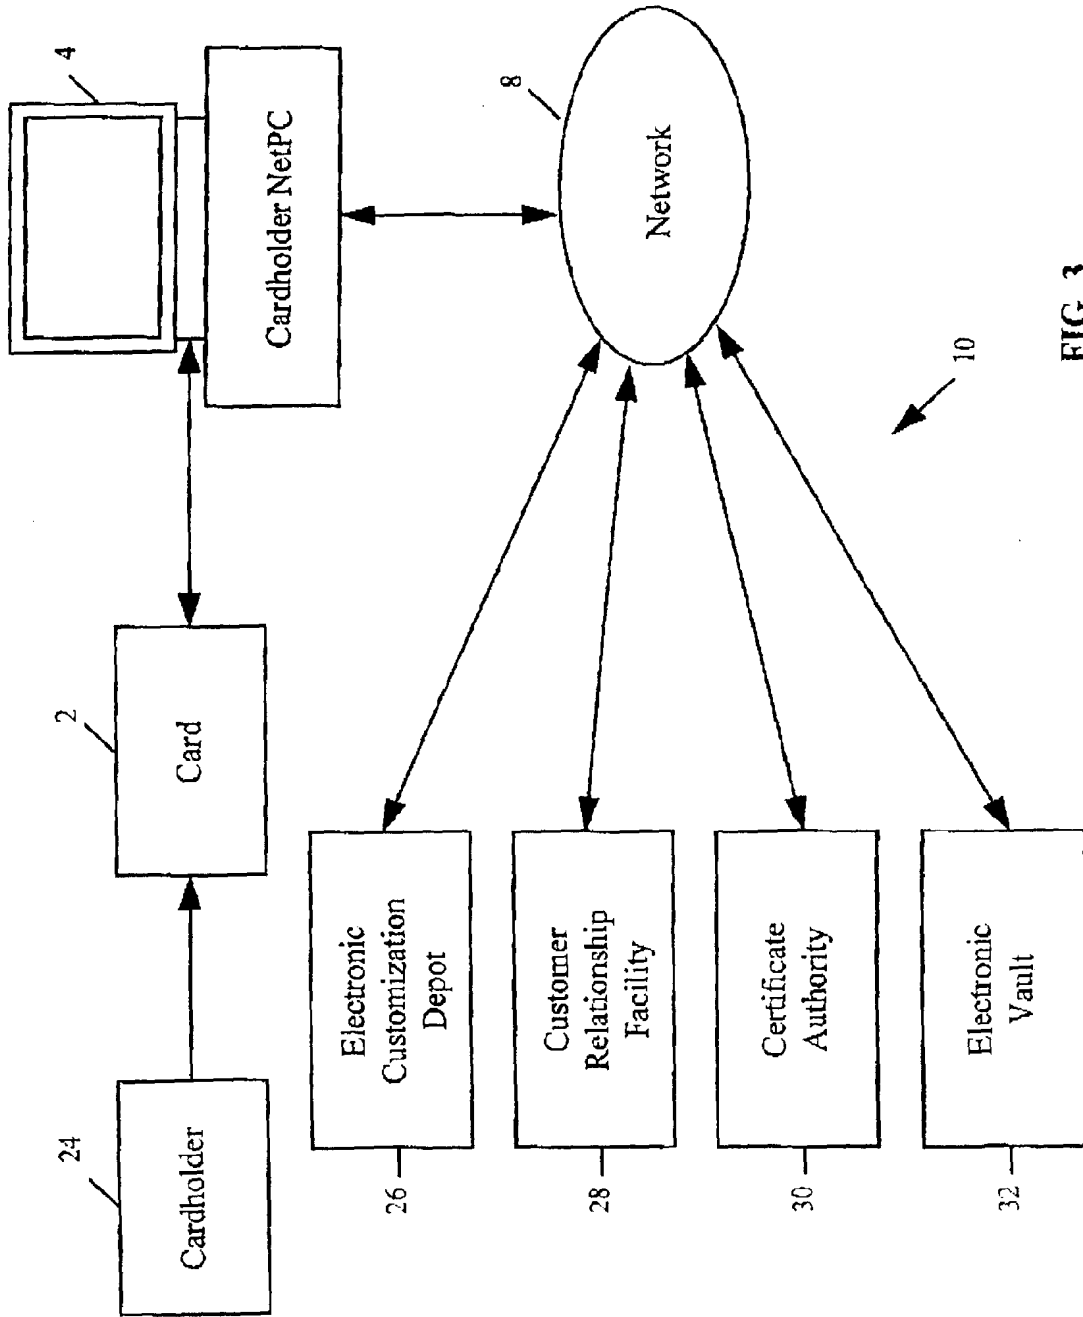 24
Cardholder
2
Card
4
Cardholder NetPC
26
Electronic
Customization
Depot
28
Customer
Relationship
Facility
30
Certificate
Authority
32
Electronic
Vault
8
Network
10
FIG. 3